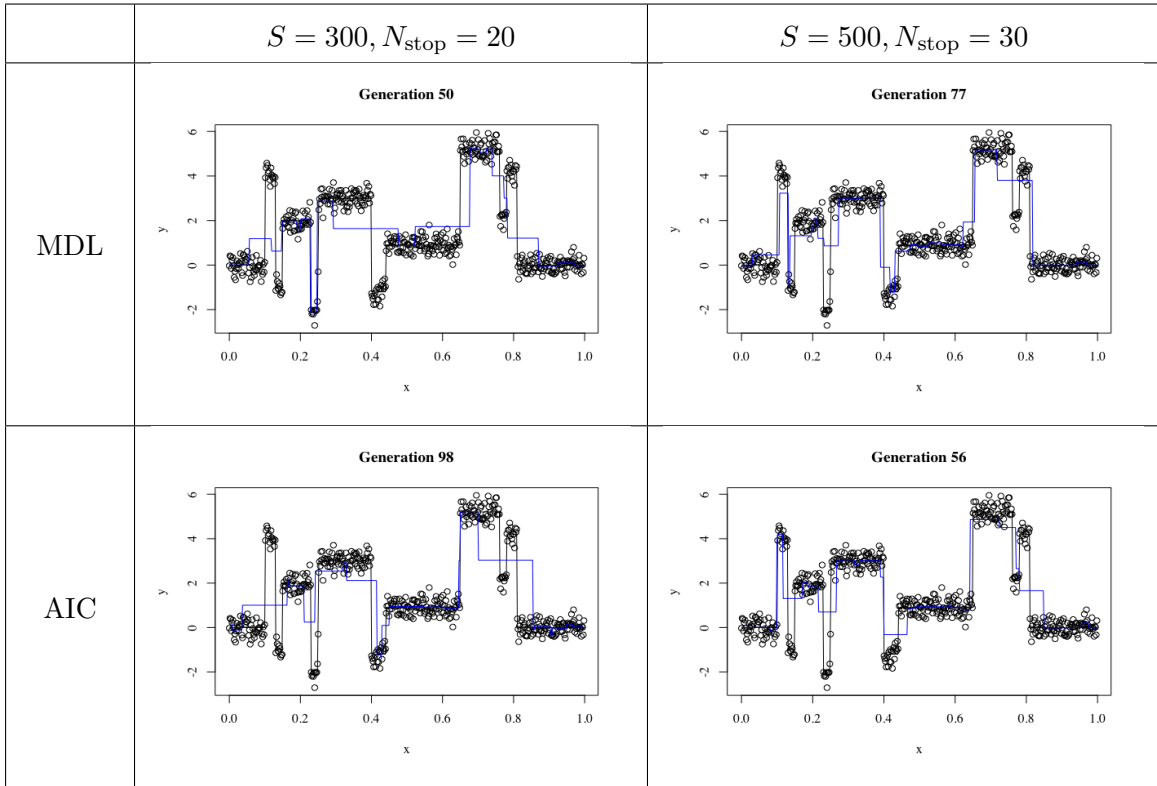 S = 300, N_stop = 20
S = 500, N_stop = 30
MDL
Generation 50
y
6
4
2
0
-2
0.0 0.2 0.4 0.6 0.8 1.0
x
Generation 77
y
6
4
2
0
-2
0.0 0.2 0.4 0.6 0.8 1.0
x
AIC
Generation 98
y
6
4
2
0
-2
0.0 0.2 0.4 0.6 0.8 1.0
x
Generation 56
y
6
4
2
0
-2
0.0 0.2 0.4 0.6 0.8 1.0
x